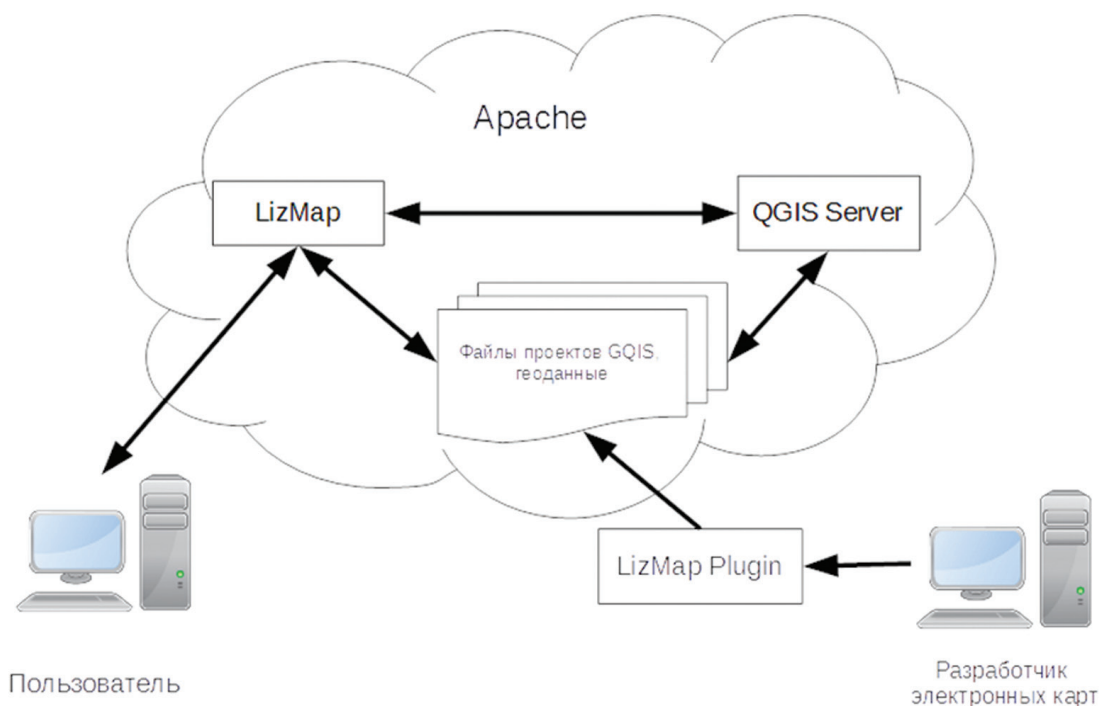 Apache
LizMap
QGIS Server
Файлы проектов GQIS,
геоданные
LizMap Plugin
Пользователь
Разработчик
электронных карт